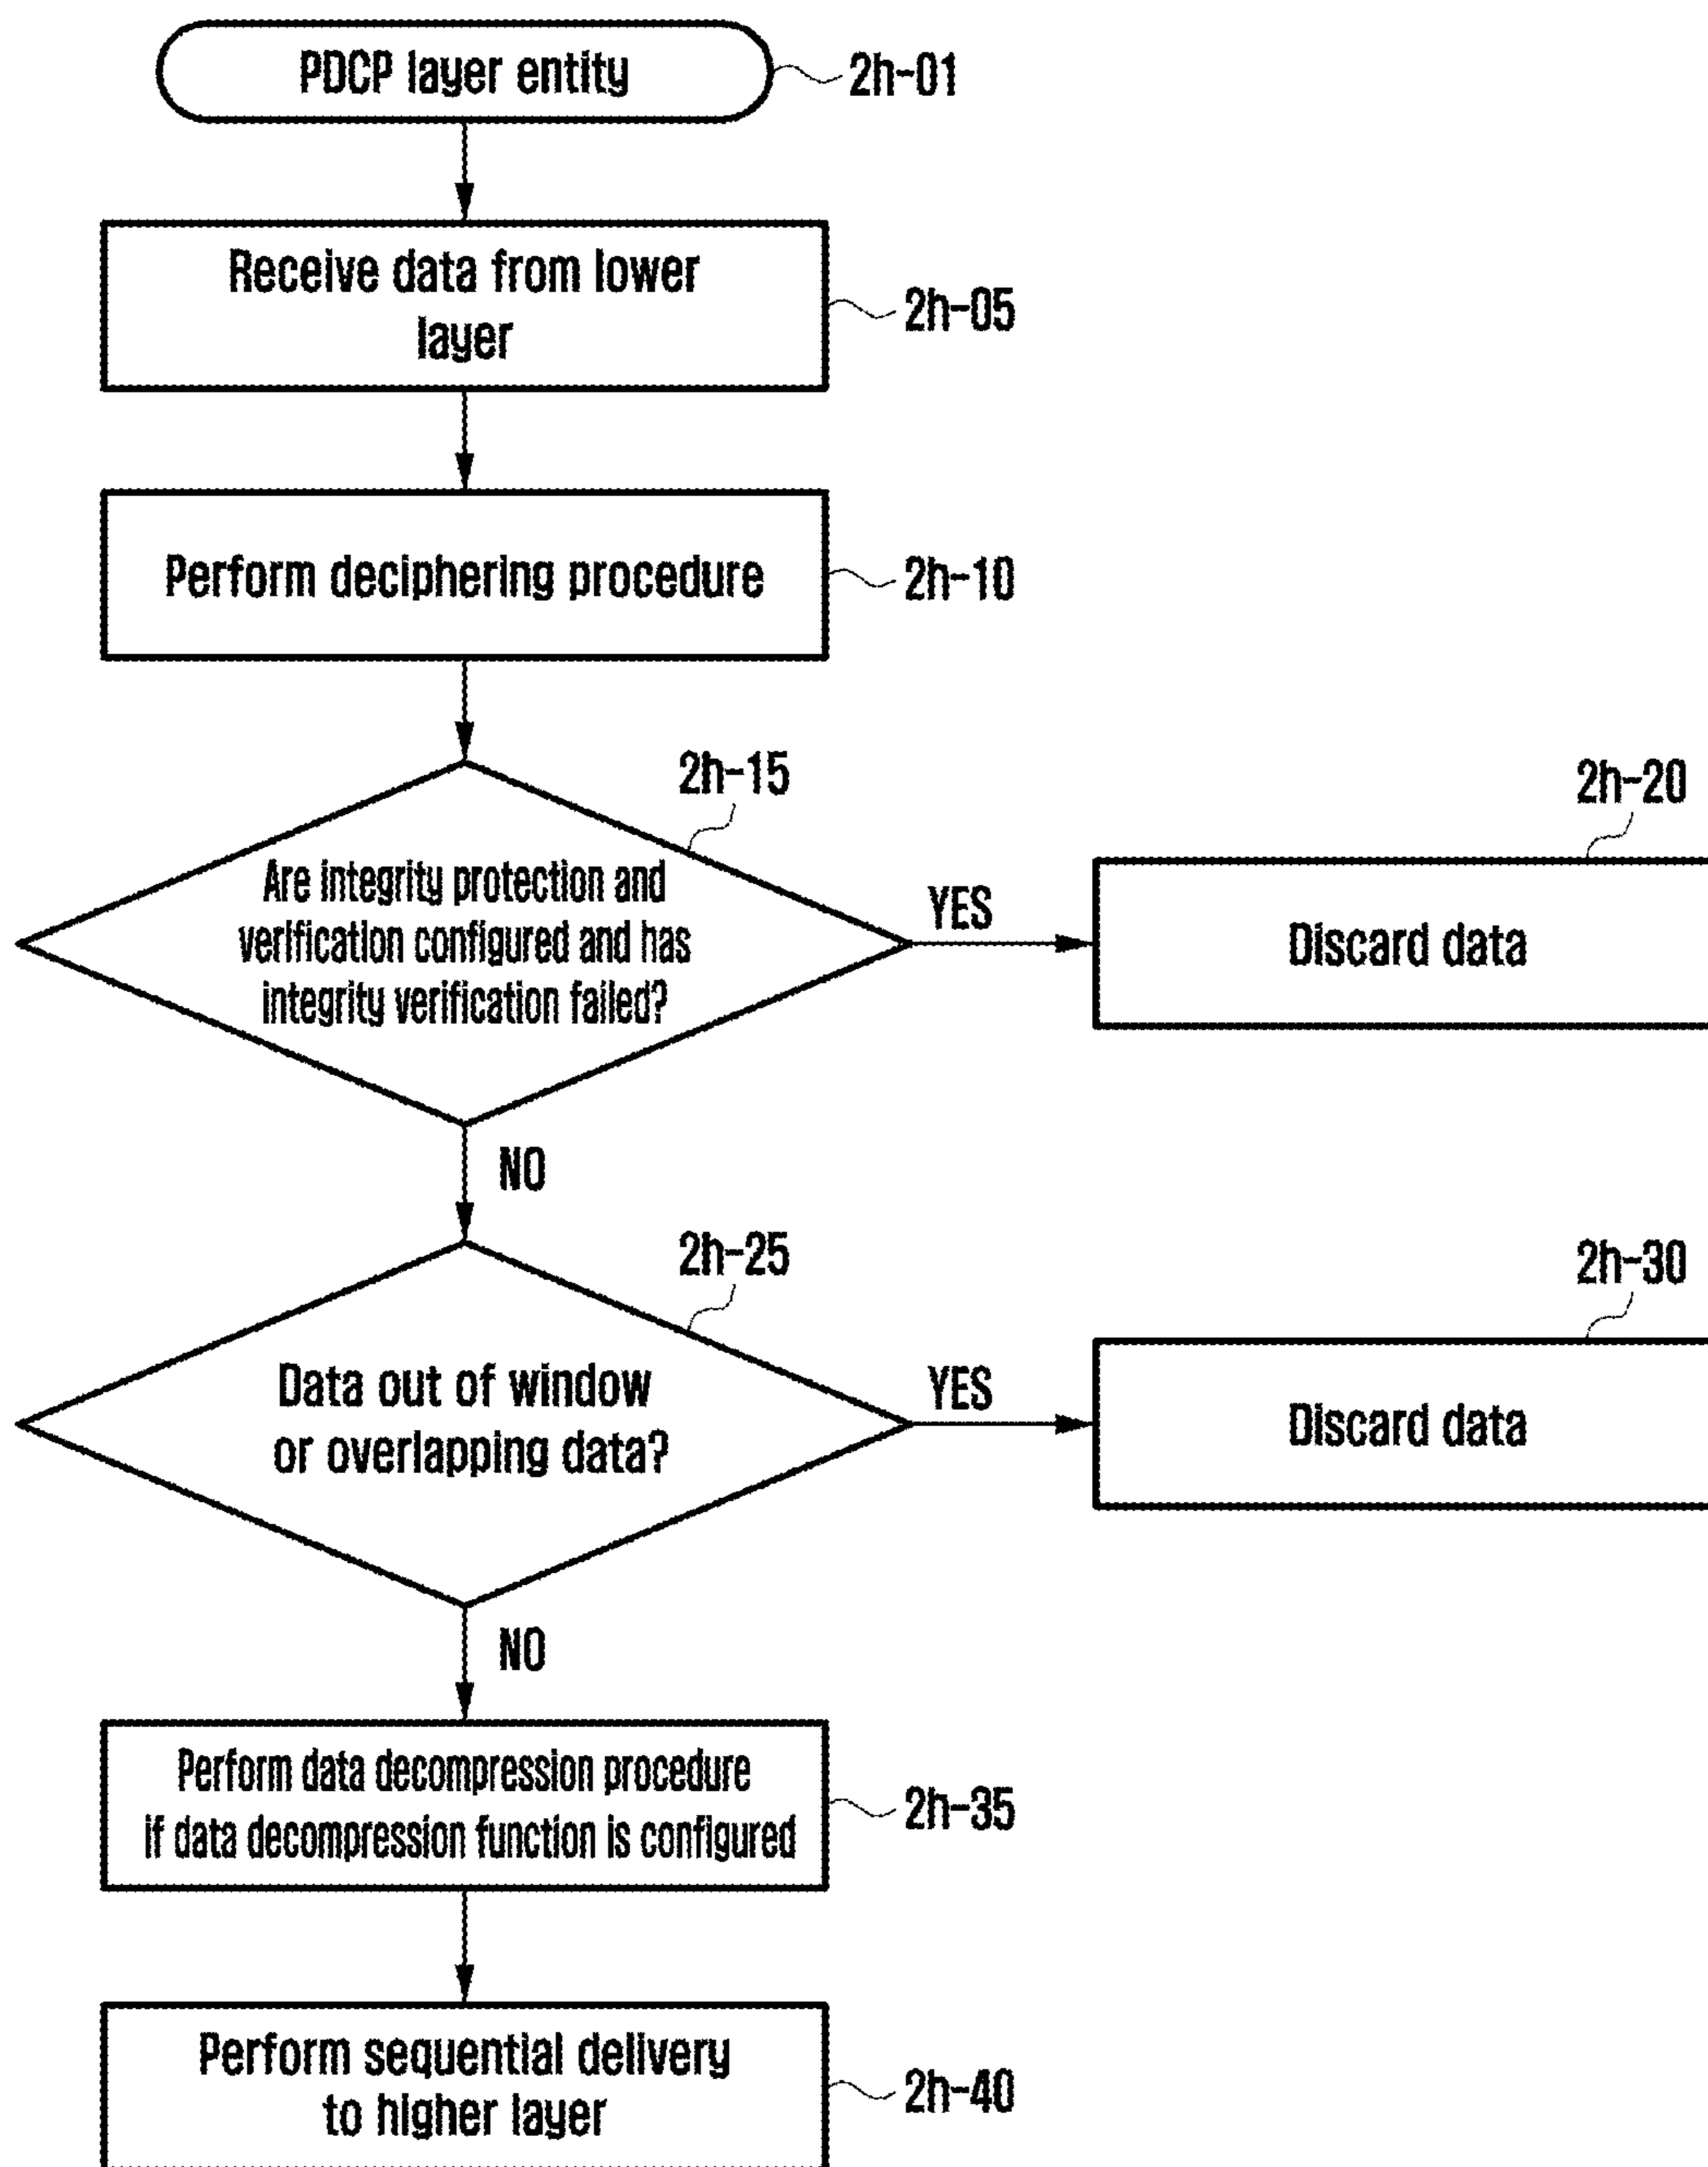 PDCP layer entity
2h-01
Receive data from lower
layer
2h-05
Perform deciphering procedure
2h-10
2h-15
Are integrity protection and
verification configured and has
integrity verification failed?
YES
2h-20
Discard data
NO
2h-25
Data out of window
or overlapping data?
YES
2h-30
Discard data
NO
Perform data decompression procedure
if data decompression function is configured
2h-35
Perform sequential delivery
to higher layer
2h-40